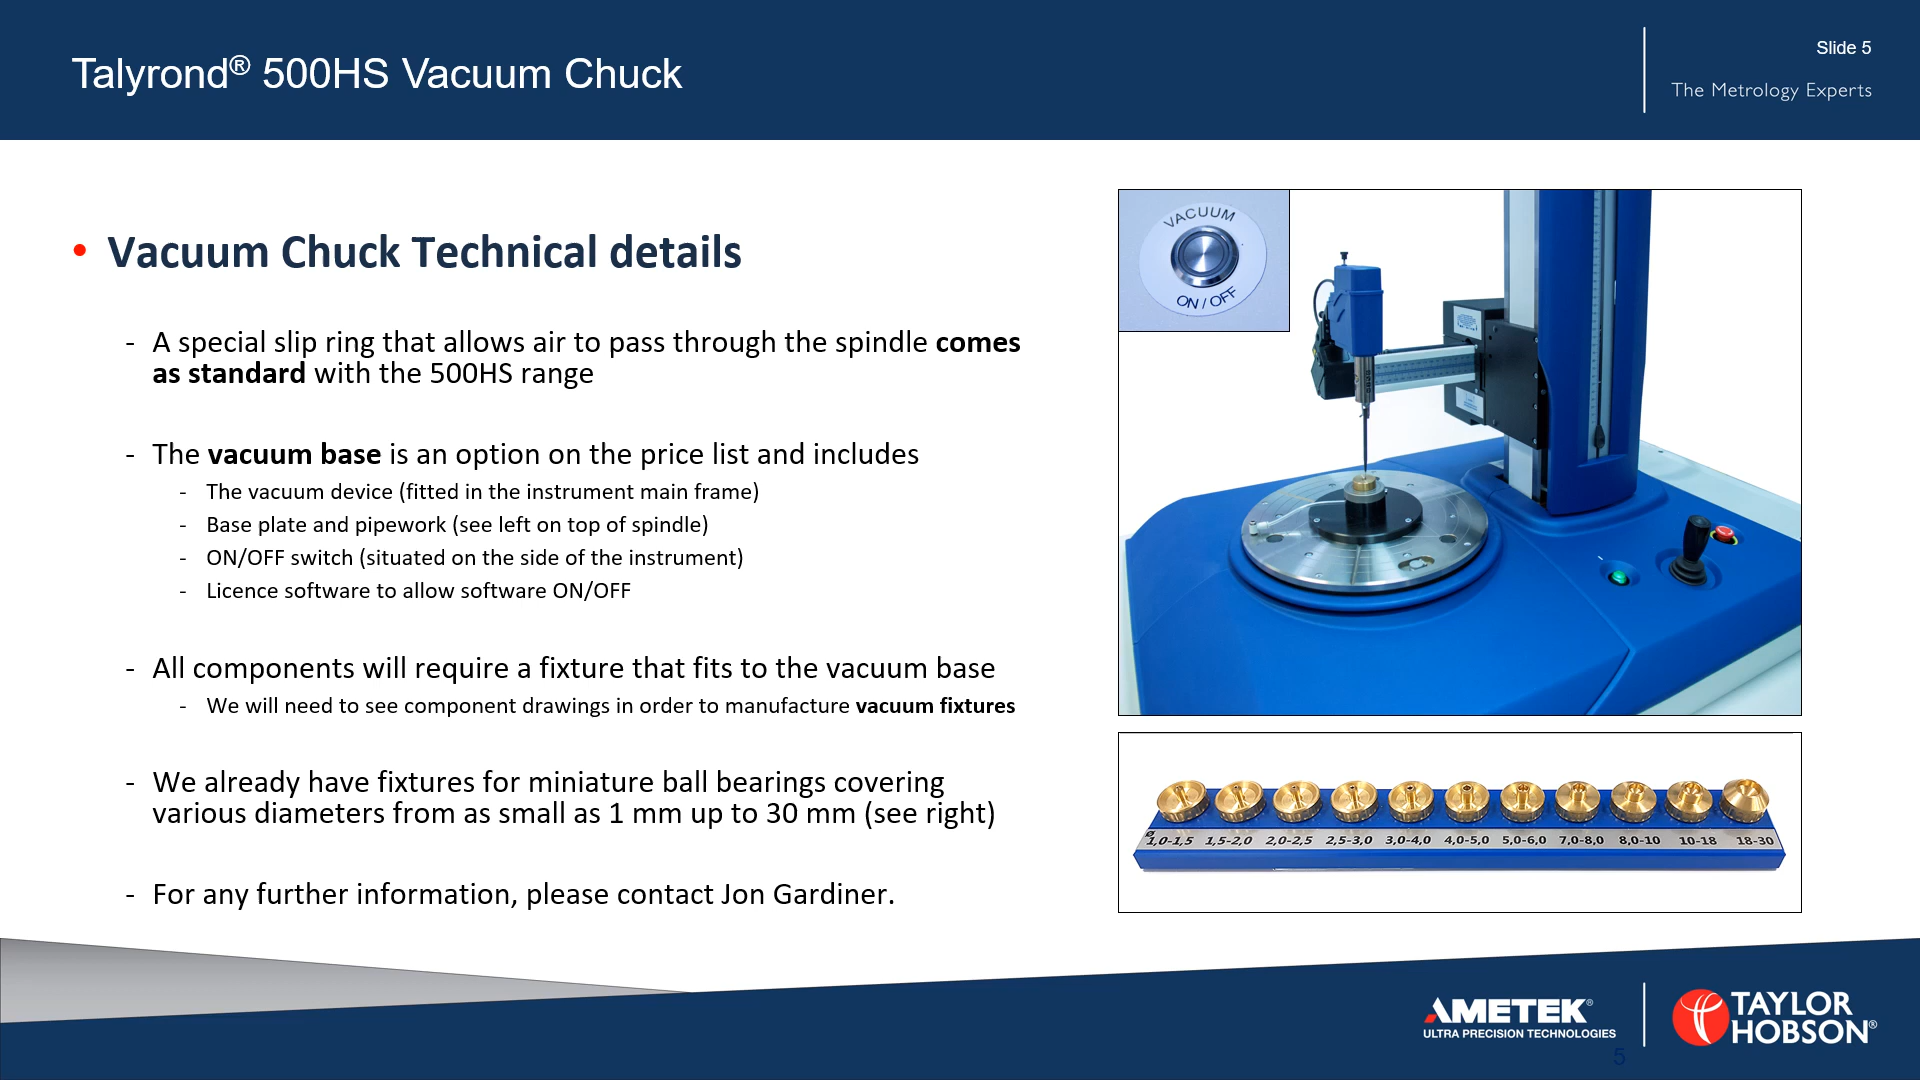 Talyrond® 500HS Vacuum Chuck
Slide 5
The Metrology Experts
• Vacuum Chuck Technical details
- A special slip ring that allows air to pass through the spindle comes
as standard with the 500HS range
- The vacuum base is an option on the price list and includes
- The vacuum device (fitted in the instrument main frame)
- Base plate and pipework (see left on top of spindle)
- ON/OFF switch (situated on the side of the instrument)
- Licence software to allow software ON/OFF
- All components will require a fixture that fits to the vacuum base
- We will need to see component drawings in order to manufacture vacuum fixtures
- We already have fixtures for miniature ball bearings covering
various diameters from as small as 1 mm up to 30 mm (see right)
- For any further information, please contact Jon Gardiner.
VACUUM
ON / OFF
Ø
1,0-1,5 1,5-2,0 2,0-2,5 2,5-3,0 3,0-4,0 4,0-5,0 5,0-6,0 7,0-8,0 8,0-10 10-18 18-30
AMETEK®
ULTRA PRECISION TECHNOLOGIES
TAYLOR
HOBSON®
5